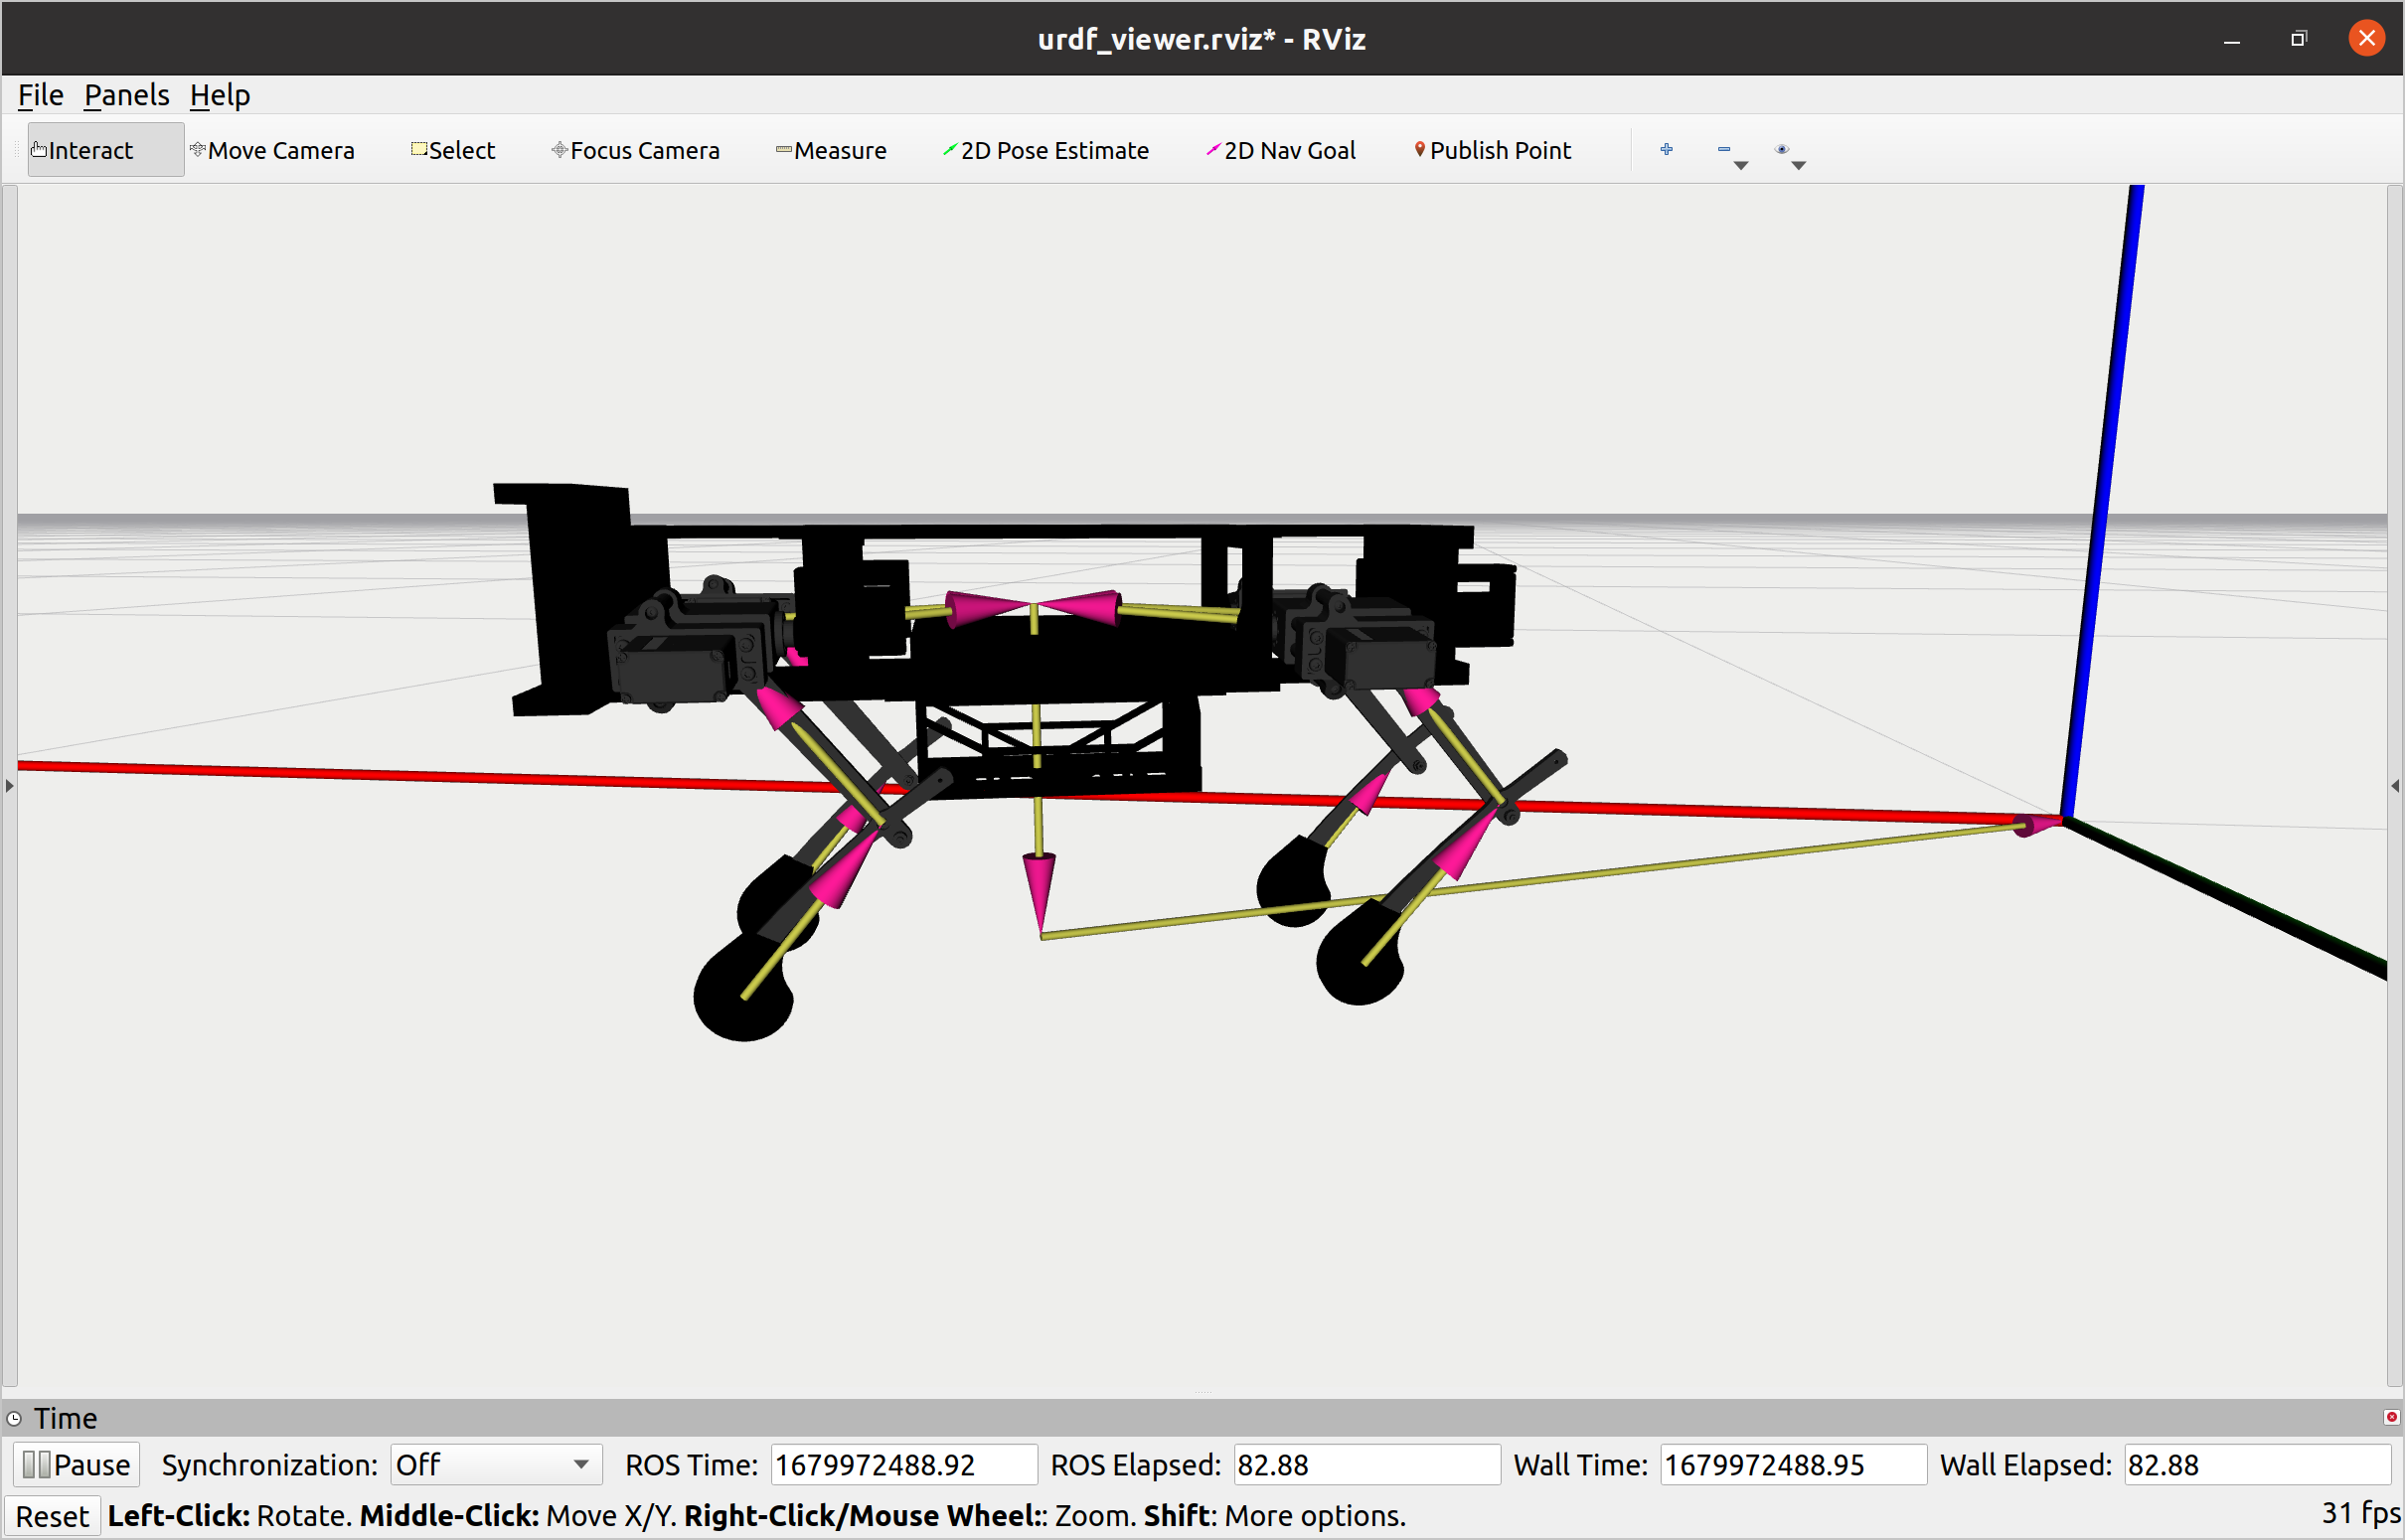 urdf_viewer.rviz* - RViz
File Panels Help
Interact Move Camera Select Focus Camera Measure 2D Pose Estimate 2D Nav Goal Publish Point
Time
Pause Synchronization: Off ROS Time: 1679972488.92 ROS Elapsed: 82.88 Wall Time: 1679972488.95 Wall Elapsed: 82.88
Reset Left-Click: Rotate. Middle-Click: Move X/Y. Right-Click/Mouse Wheel:: Zoom. Shift: More options. 31 fps